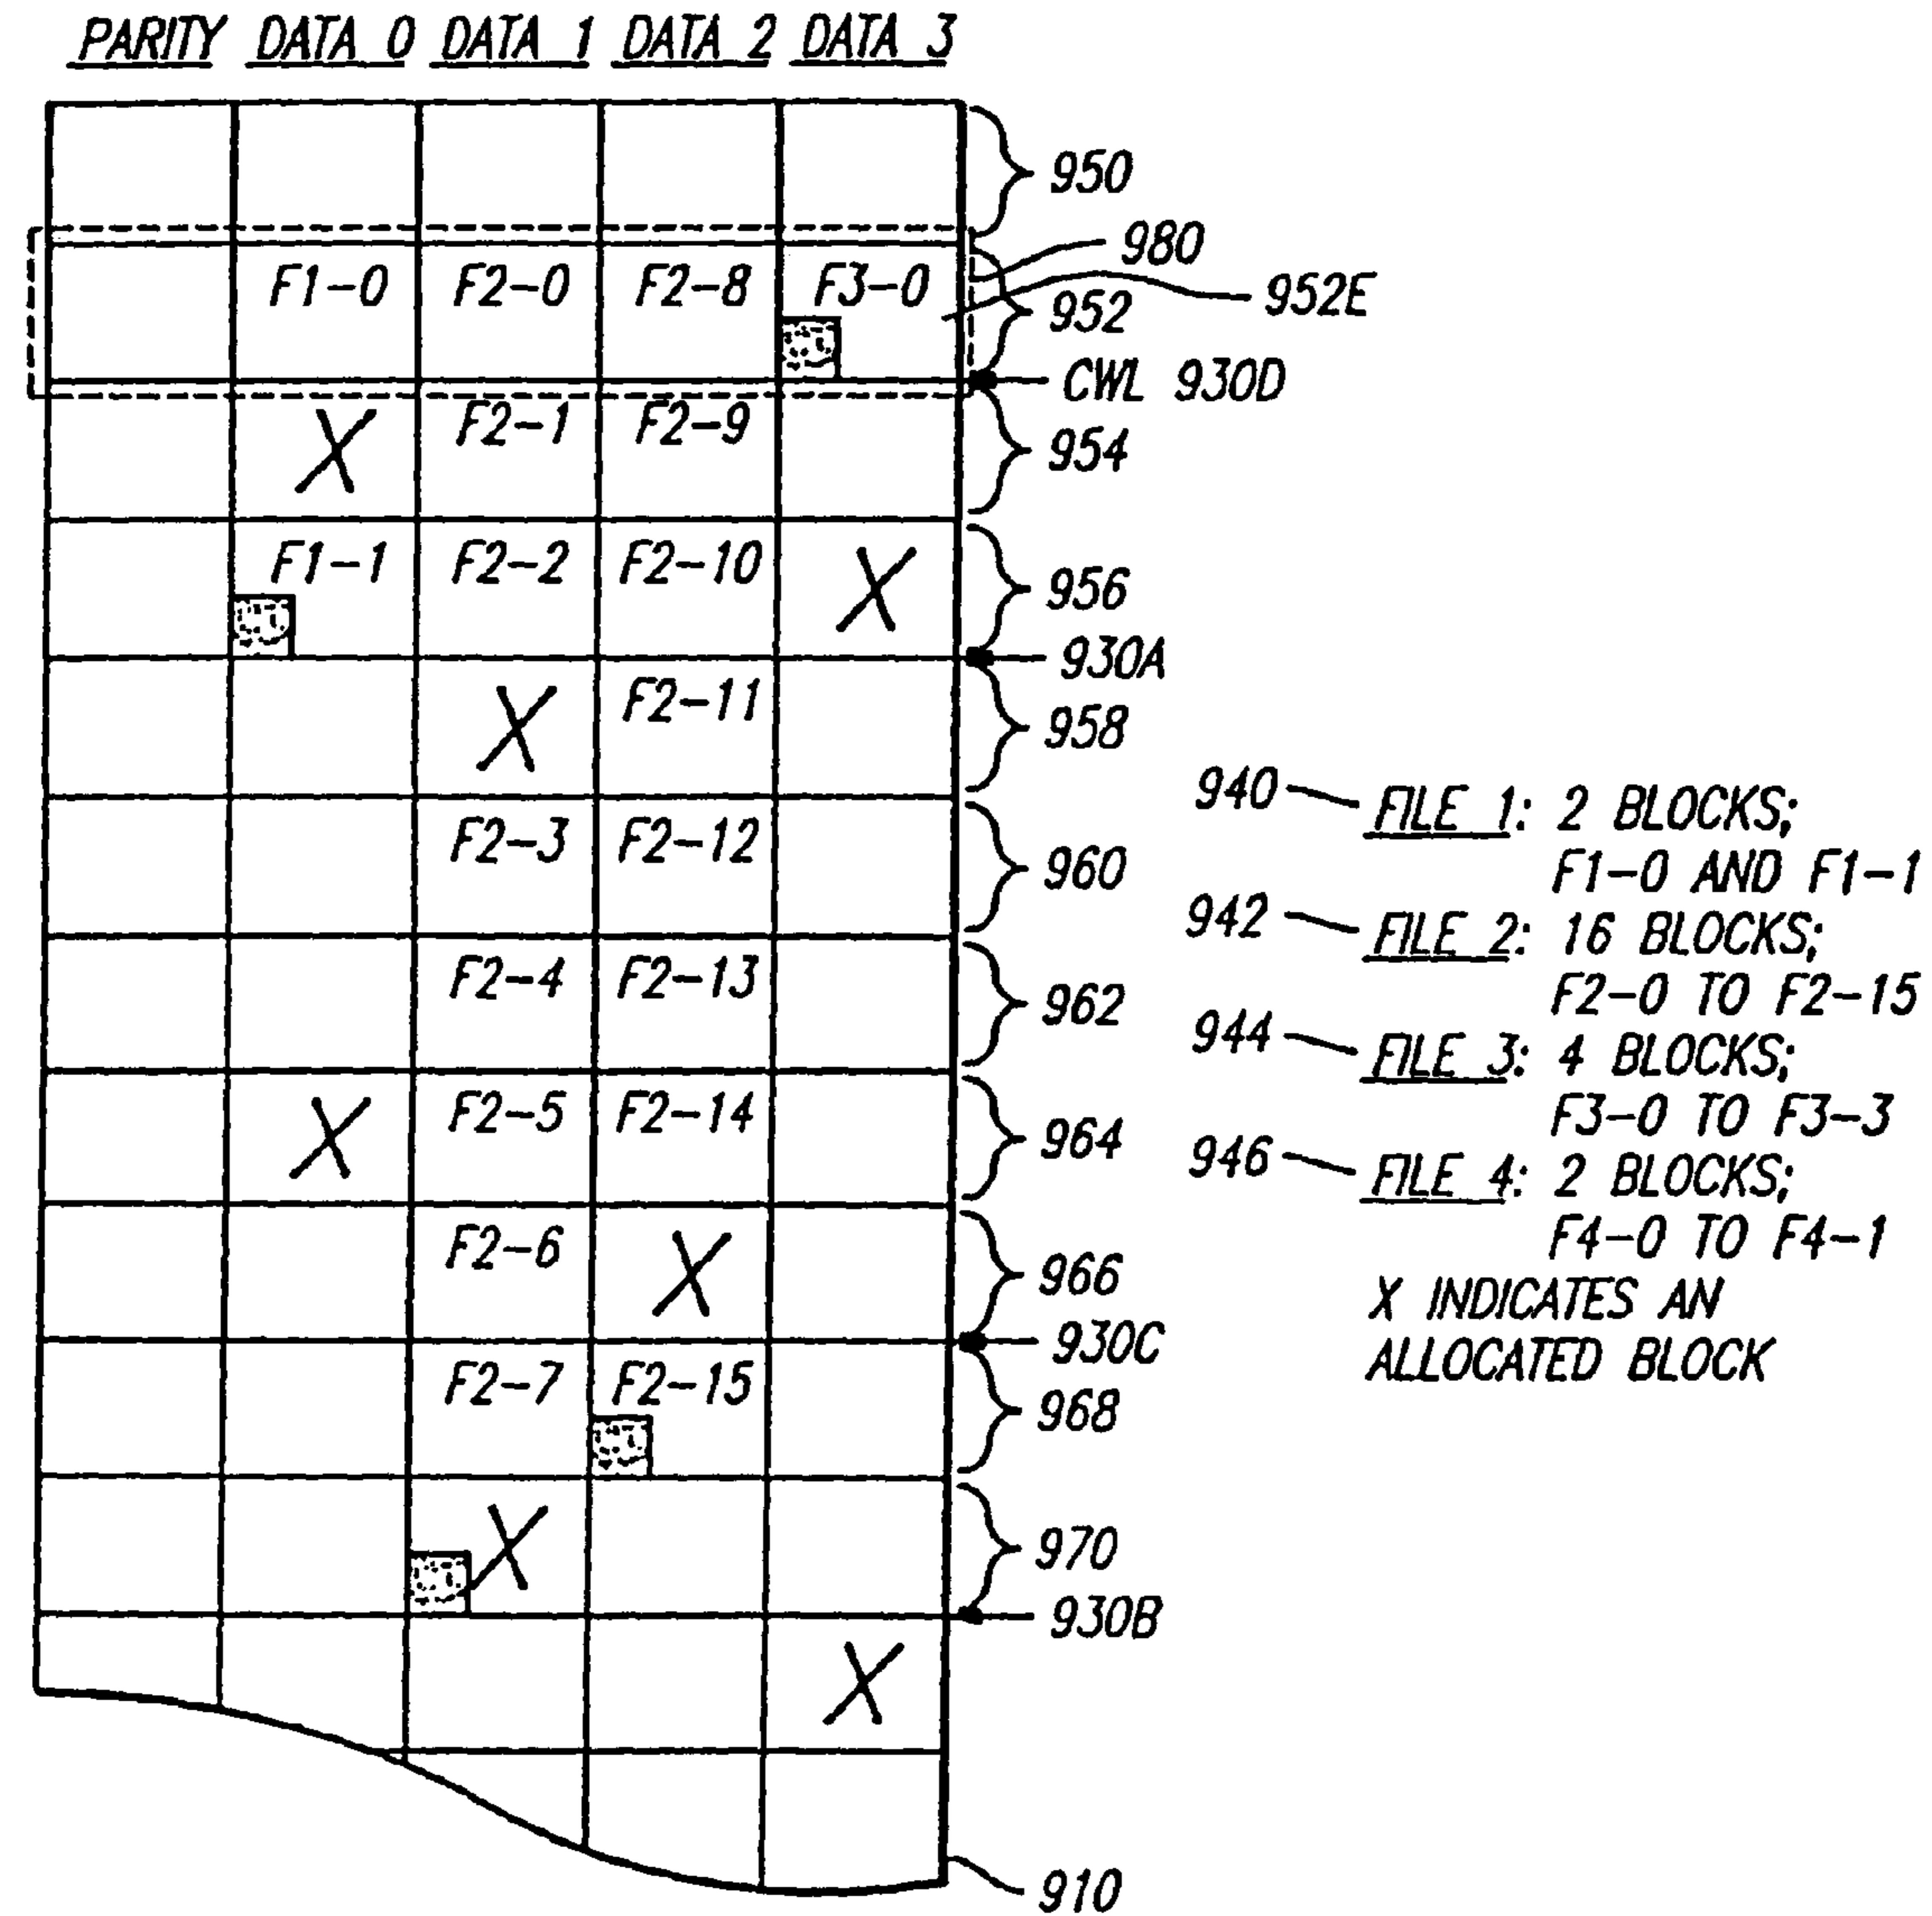 PARITY DATA 0 DATA 1 DATA 2 DATA 3
950
980
F1-0 F2-0 F2-8 F3-0
952E
952
CWL 930D
X F2-1 F2-9
954
F1-1 F2-2 F2-10 X
956
930A
X F2-11
958
F2-3 F2-12
960
F2-4 F2-13
962
X F2-5 F2-14
964
F2-6 X
966
930C
F2-7 F2-15
968
X
970
930B
X
910
940 FILE 1: 2 BLOCKS;
F1-0 AND F1-1
942 FILE 2: 16 BLOCKS;
F2-0 TO F2-15
944 FILE 3: 4 BLOCKS;
F3-0 TO F3-3
946 FILE 4: 2 BLOCKS;
F4-0 TO F4-1
X INDICATES AN
ALLOCATED BLOCK